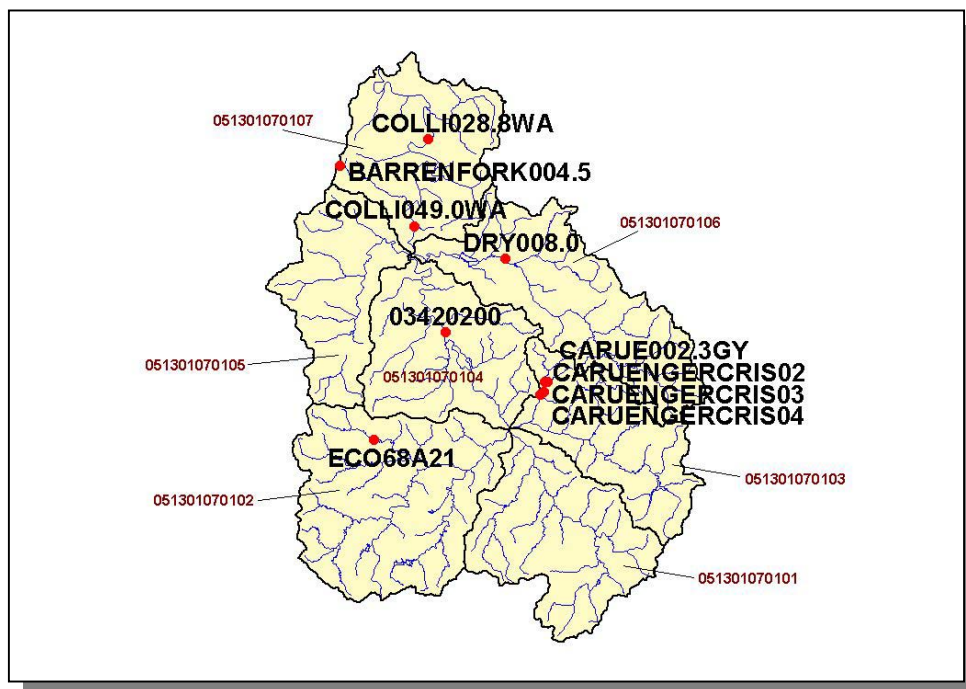 051301070107
COLLI028.8WA
BARRENFORK004.5
COLLI049.0WA
051301070106
DRY008.0
03420200
CARUE002.3GY
051301070105
051301070104
CARUENGERCRIS02
CARUENGERCRIS03
CARUENGERCRIS04
ECO68A21
051301070103
051301070102
051301070101